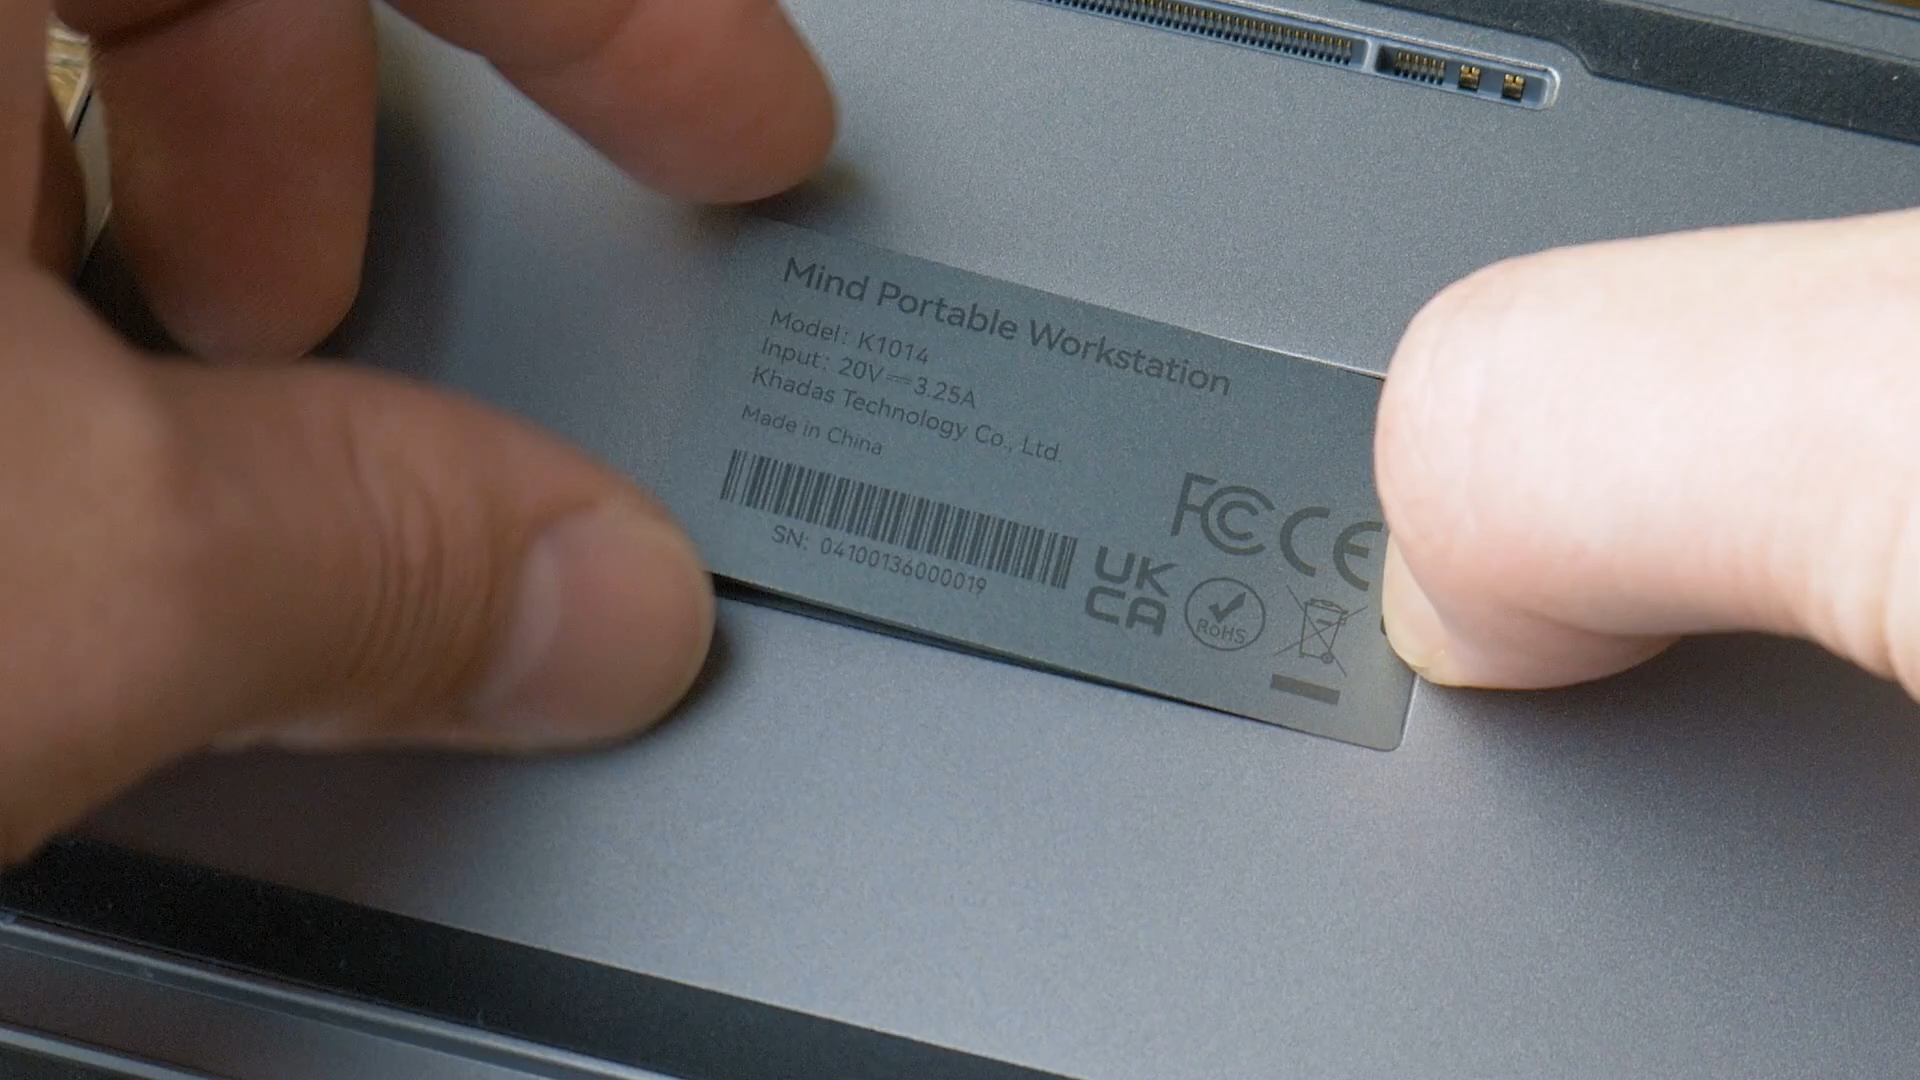 Mind Portable Workstation
Model: K1014
Input: 20V⎓3.25A
Khadas Technology Co., Ltd.
Made in China
SN: 04100136000019
FC CE
UK
CA
RoHS